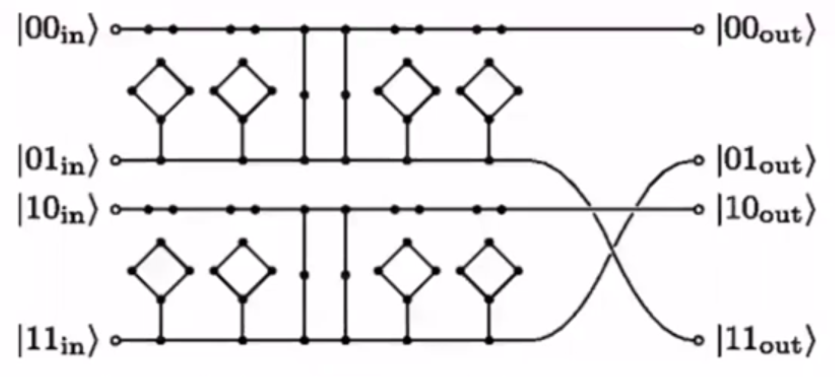 |00in⟩ |00out⟩
|01in⟩ |01out⟩
|10in⟩ |10out⟩
|11in⟩ |11out⟩